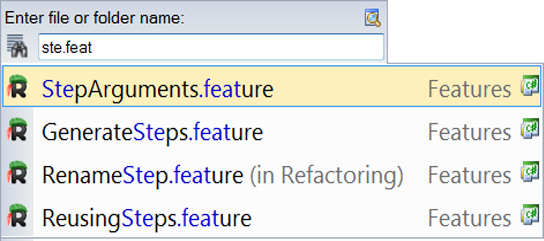 Enter file or folder name:
ste.feat
StepArguments.feature Features
GenerateSteps.feature Features
RenameStep.feature (in Refactoring) Features
ReusingSteps.feature Features